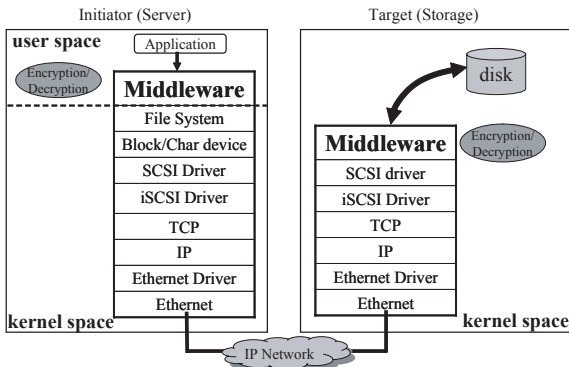 Initiator (Server)
user space
Application
Encryption/
Decryption
Middleware
File System
Block/Char device
SCSI Driver
iSCSI Driver
TCP
IP
Ethernet Driver
Ethernet
kernel space
Target (Storage)
disk
Middleware
Encryption/
Decryption
SCSI driver
iSCSI Driver
TCP
IP
Ethernet Driver
Ethernet
kernel space
IP Network